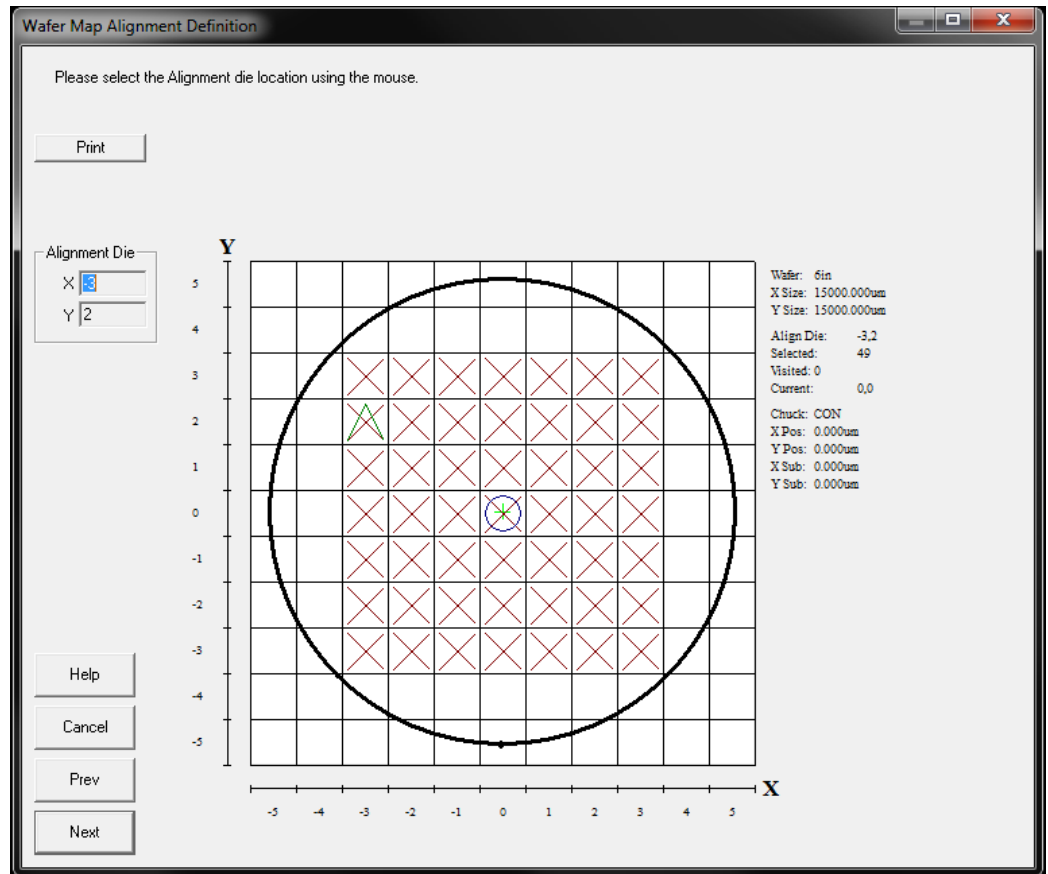 Wafer Map Alignment Definition
Please select the Alignment die location using the mouse.
Print
Alignment Die
X -3
Y 2
Y
5
4
3
2
1
0
-1
-2
-3
-4
-5
-5 -4 -3 -2 -1 0 1 2 3 4 5
X
Wafer: 6in
X Size: 15000.000um
Y Size: 15000.000um
Align Die: -3,2
Selected: 49
Visited: 0
Current: 0,0
Chuck: CON
X Pos: 0.000um
Y Pos: 0.000um
X Sub: 0.000um
Y Sub: 0.000um
Help
Cancel
Prev
Next